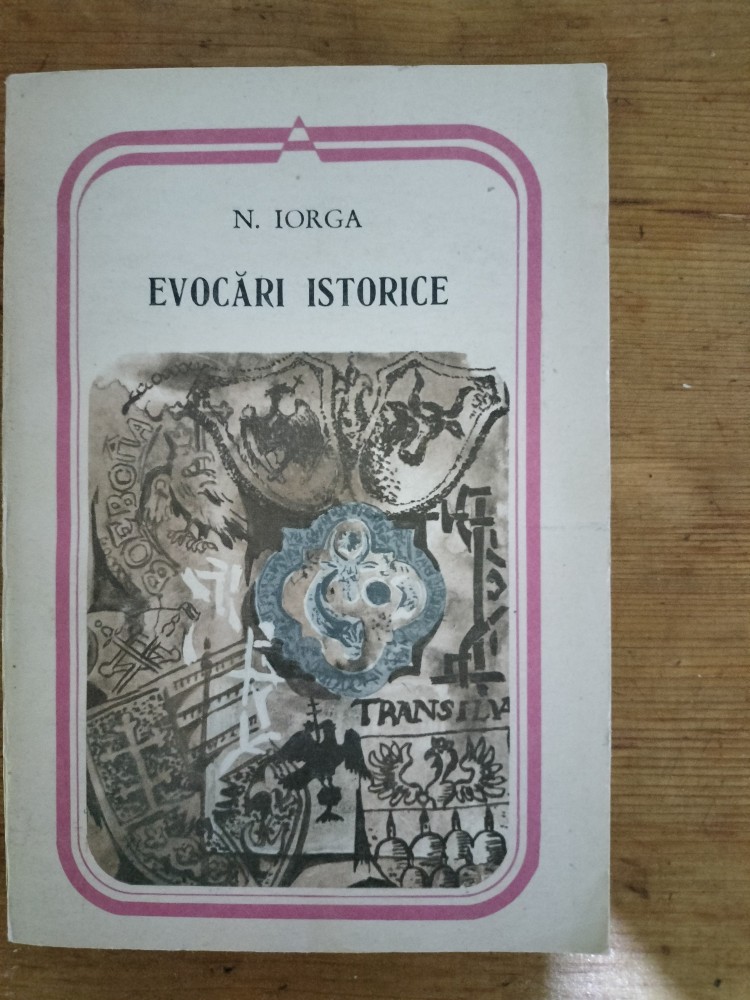 N. IORGA
EVOCĂRI ISTORICE
TRANSILVA